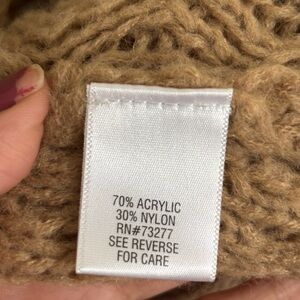 70% ACRYLIC
30% NYLON
RN#73277
SEE REVERSE
FOR CARE